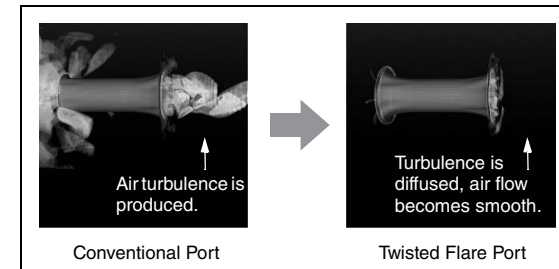 Air turbulence is
produced.
Turbulence is
diffused, air flow
becomes smooth.
Conventional Port
Twisted Flare Port